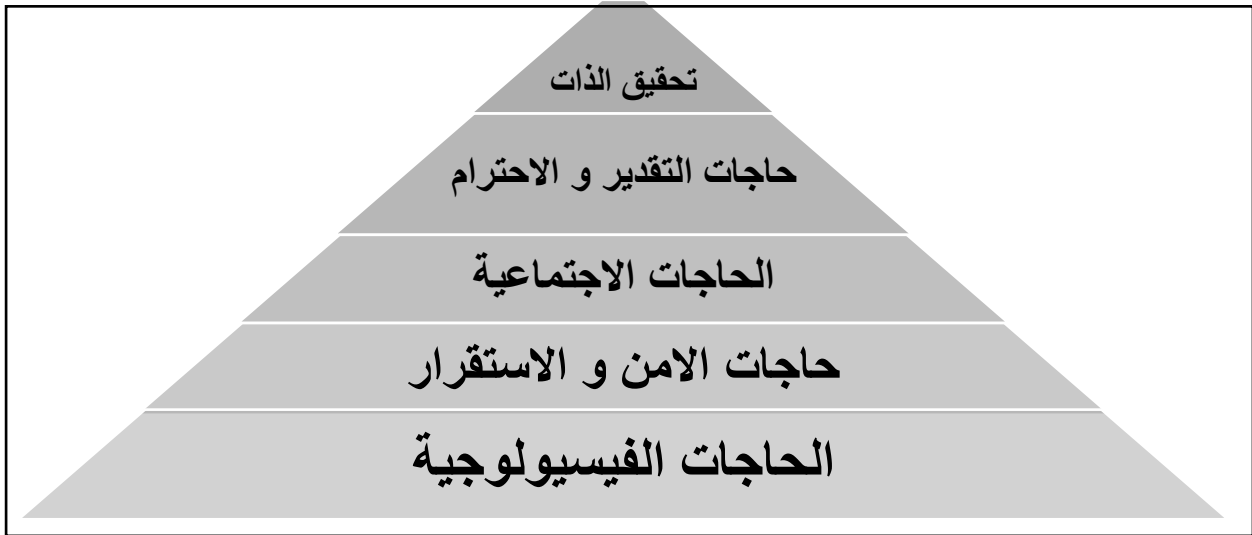 تحقيق الذات
حاجات التقدير و الاحترام
الحاجات الاجتماعية
حاجات الامن و الاستقرار
الحاجات الفيسيولوجية